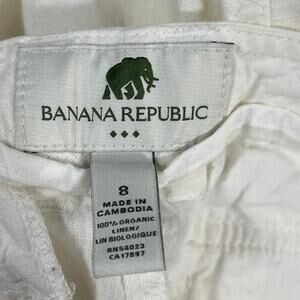 BANANA REPUBLIC
8
MADE IN
CAMBODIA
100% ORGANIC
LINEN/
LIN BIOLOGIQUE
RN54023
CA17897